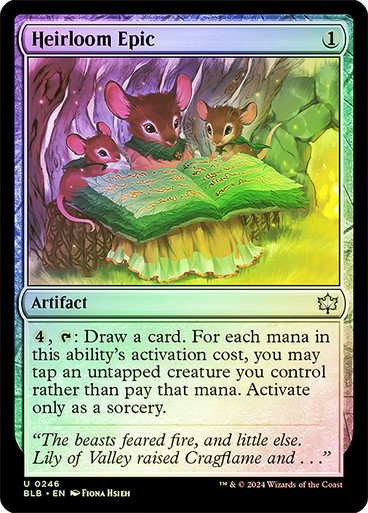 Heirloom Epic 1
Artifact
4, T: Draw a card. For each mana in
this ability's activation cost, you may
tap an untapped creature you control
rather than pay that mana. Activate
only as a sorcery.
"The beasts feared fire, and little else.
Lily of Valley raised Cragflame and . . ."
U 0246
BLB • EN Fiona Hsieh
™ & © 2024 Wizards of the Coast